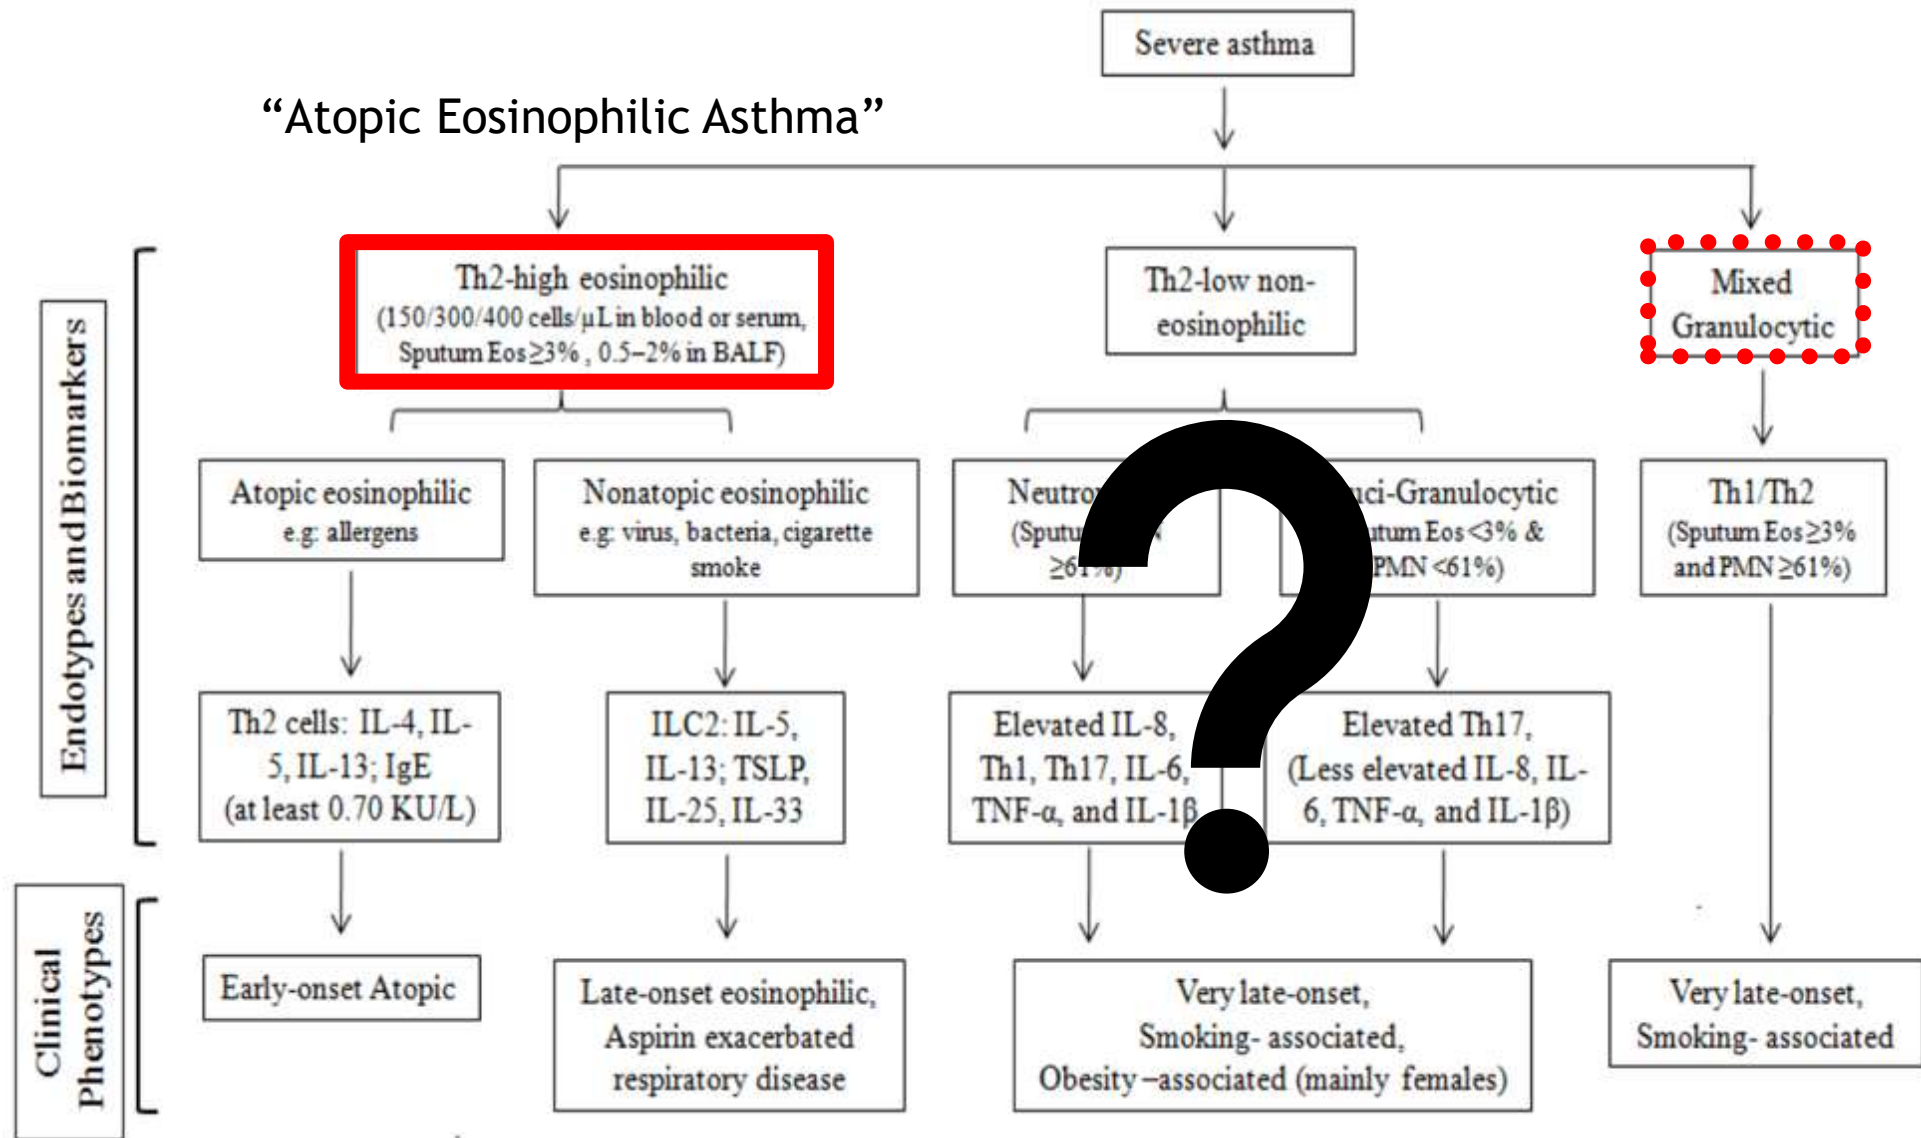 Severe asthma
“Atopic Eosinophilic Asthma”
Endotypes and Biomarkers
Th2-high eosinophilic
(150/300/400 cells/µL in blood or serum,
Sputum Eos ≥3% , 0.5–2% in BALF)
Th2-low non-
eosinophilic
Mixed
Granulocytic
Atopic eosinophilic
e.g: allergens
Nonatopic eosinophilic
e.g: virus, bacteria, cigarette
smoke
≥61%)
Granulocytic
Eos <3% &
PMN <61%)
Th1/Th2
(Sputum Eos ≥3%
and PMN ≥61%)
Th2 cells: IL-4, IL-
5, IL-13; IgE
(at least 0.70 KU/L)
ILC2: IL-5,
IL-13; TSLP,
IL-25, IL-33
Elevated IL-8,
Th1, Th17, IL-6,
TNF-α, and IL-1β
Elevated Th17,
(Less elevated IL-8, IL-
6, TNF-α, and IL-1β)
?
Clinical
Phenotypes
Early-onset Atopic
Late-onset eosinophilic,
Aspirin exacerbated
respiratory disease
Very late-onset,
Smoking- associated,
Obesity –associated (mainly females)
Very late-onset,
Smoking- associated